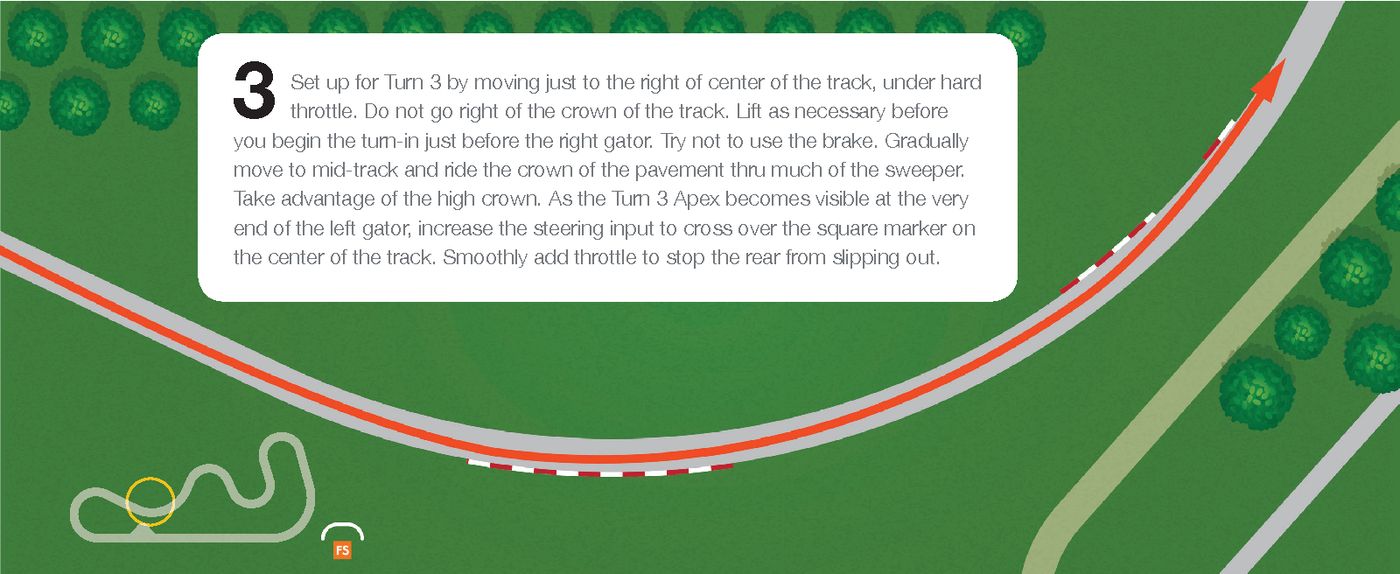 3 Set up for Turn 3 by moving just to the right of center of the track, under hard
throttle. Do not go right of the crown of the track. Lift as necessary before
you begin the turn-in just before the right gator. Try not to use the brake. Gradually
move to mid-track and ride the crown of the pavement thru much of the sweeper.
Take advantage of the high crown. As the Turn 3 Apex becomes visible at the very
end of the left gator, increase the steering input to cross over the square marker on
the center of the track. Smoothly add throttle to stop the rear from slipping out.
FS